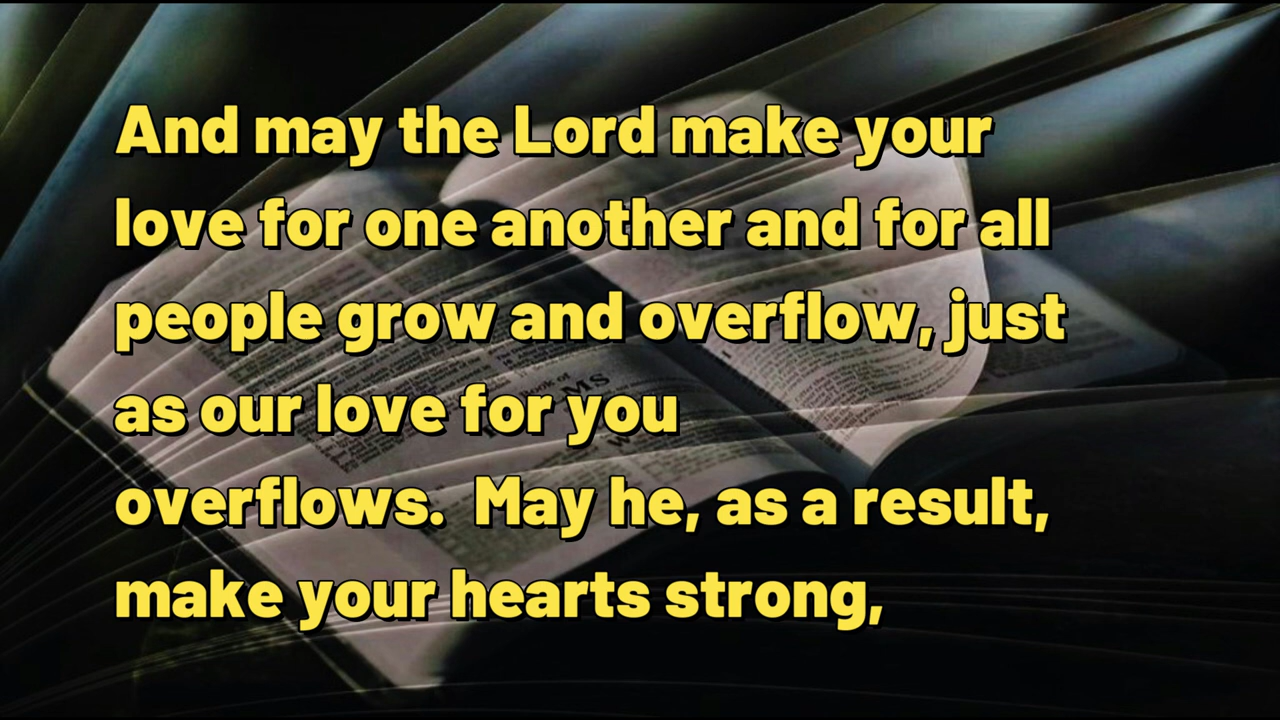 And may the Lord make your
love for one another and for all
people grow and overflow, just
as our love for you
overflows.  May he, as a result,
make your hearts strong,